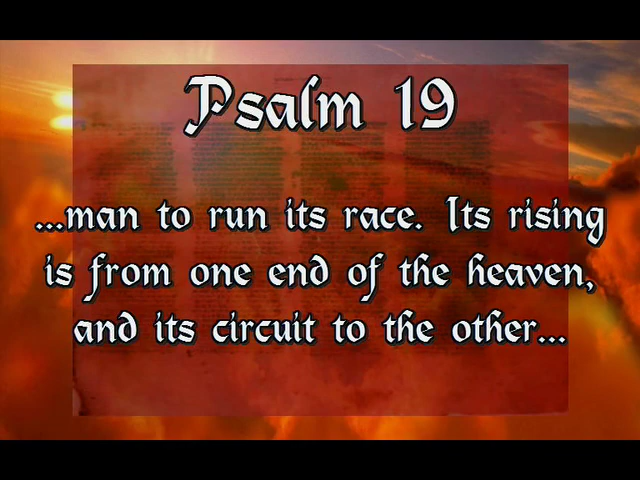 Psalm 19
...man to run its race. Its rising
is from one end of the heaven,
and its circuit to the other...